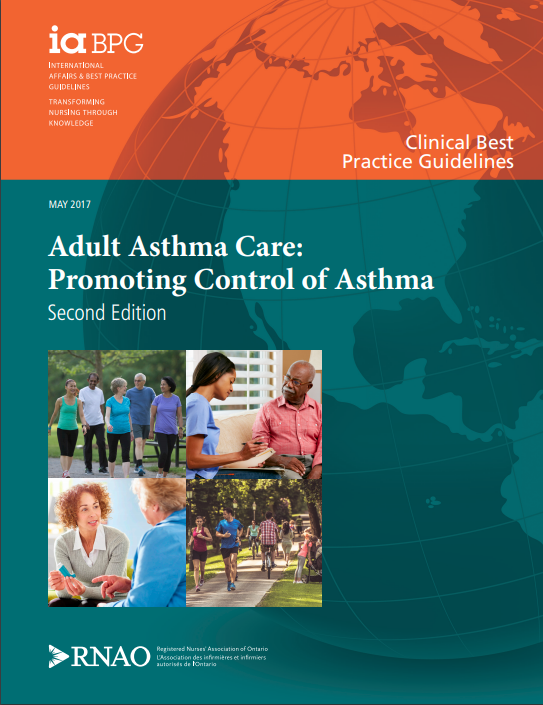 ia BPG
INTERNATIONAL
AFFAIRS & BEST PRACTICE
GUIDELINES
TRANSFORMING
NURSING THROUGH
KNOWLEDGE
Clinical Best
Practice Guidelines
MAY 2017
Adult Asthma Care:
Promoting Control of Asthma
Second Edition
RNAO
Registered Nurses' Association of Ontario
L'Association des infirmières et infirmiers
autorisés de l'Ontario